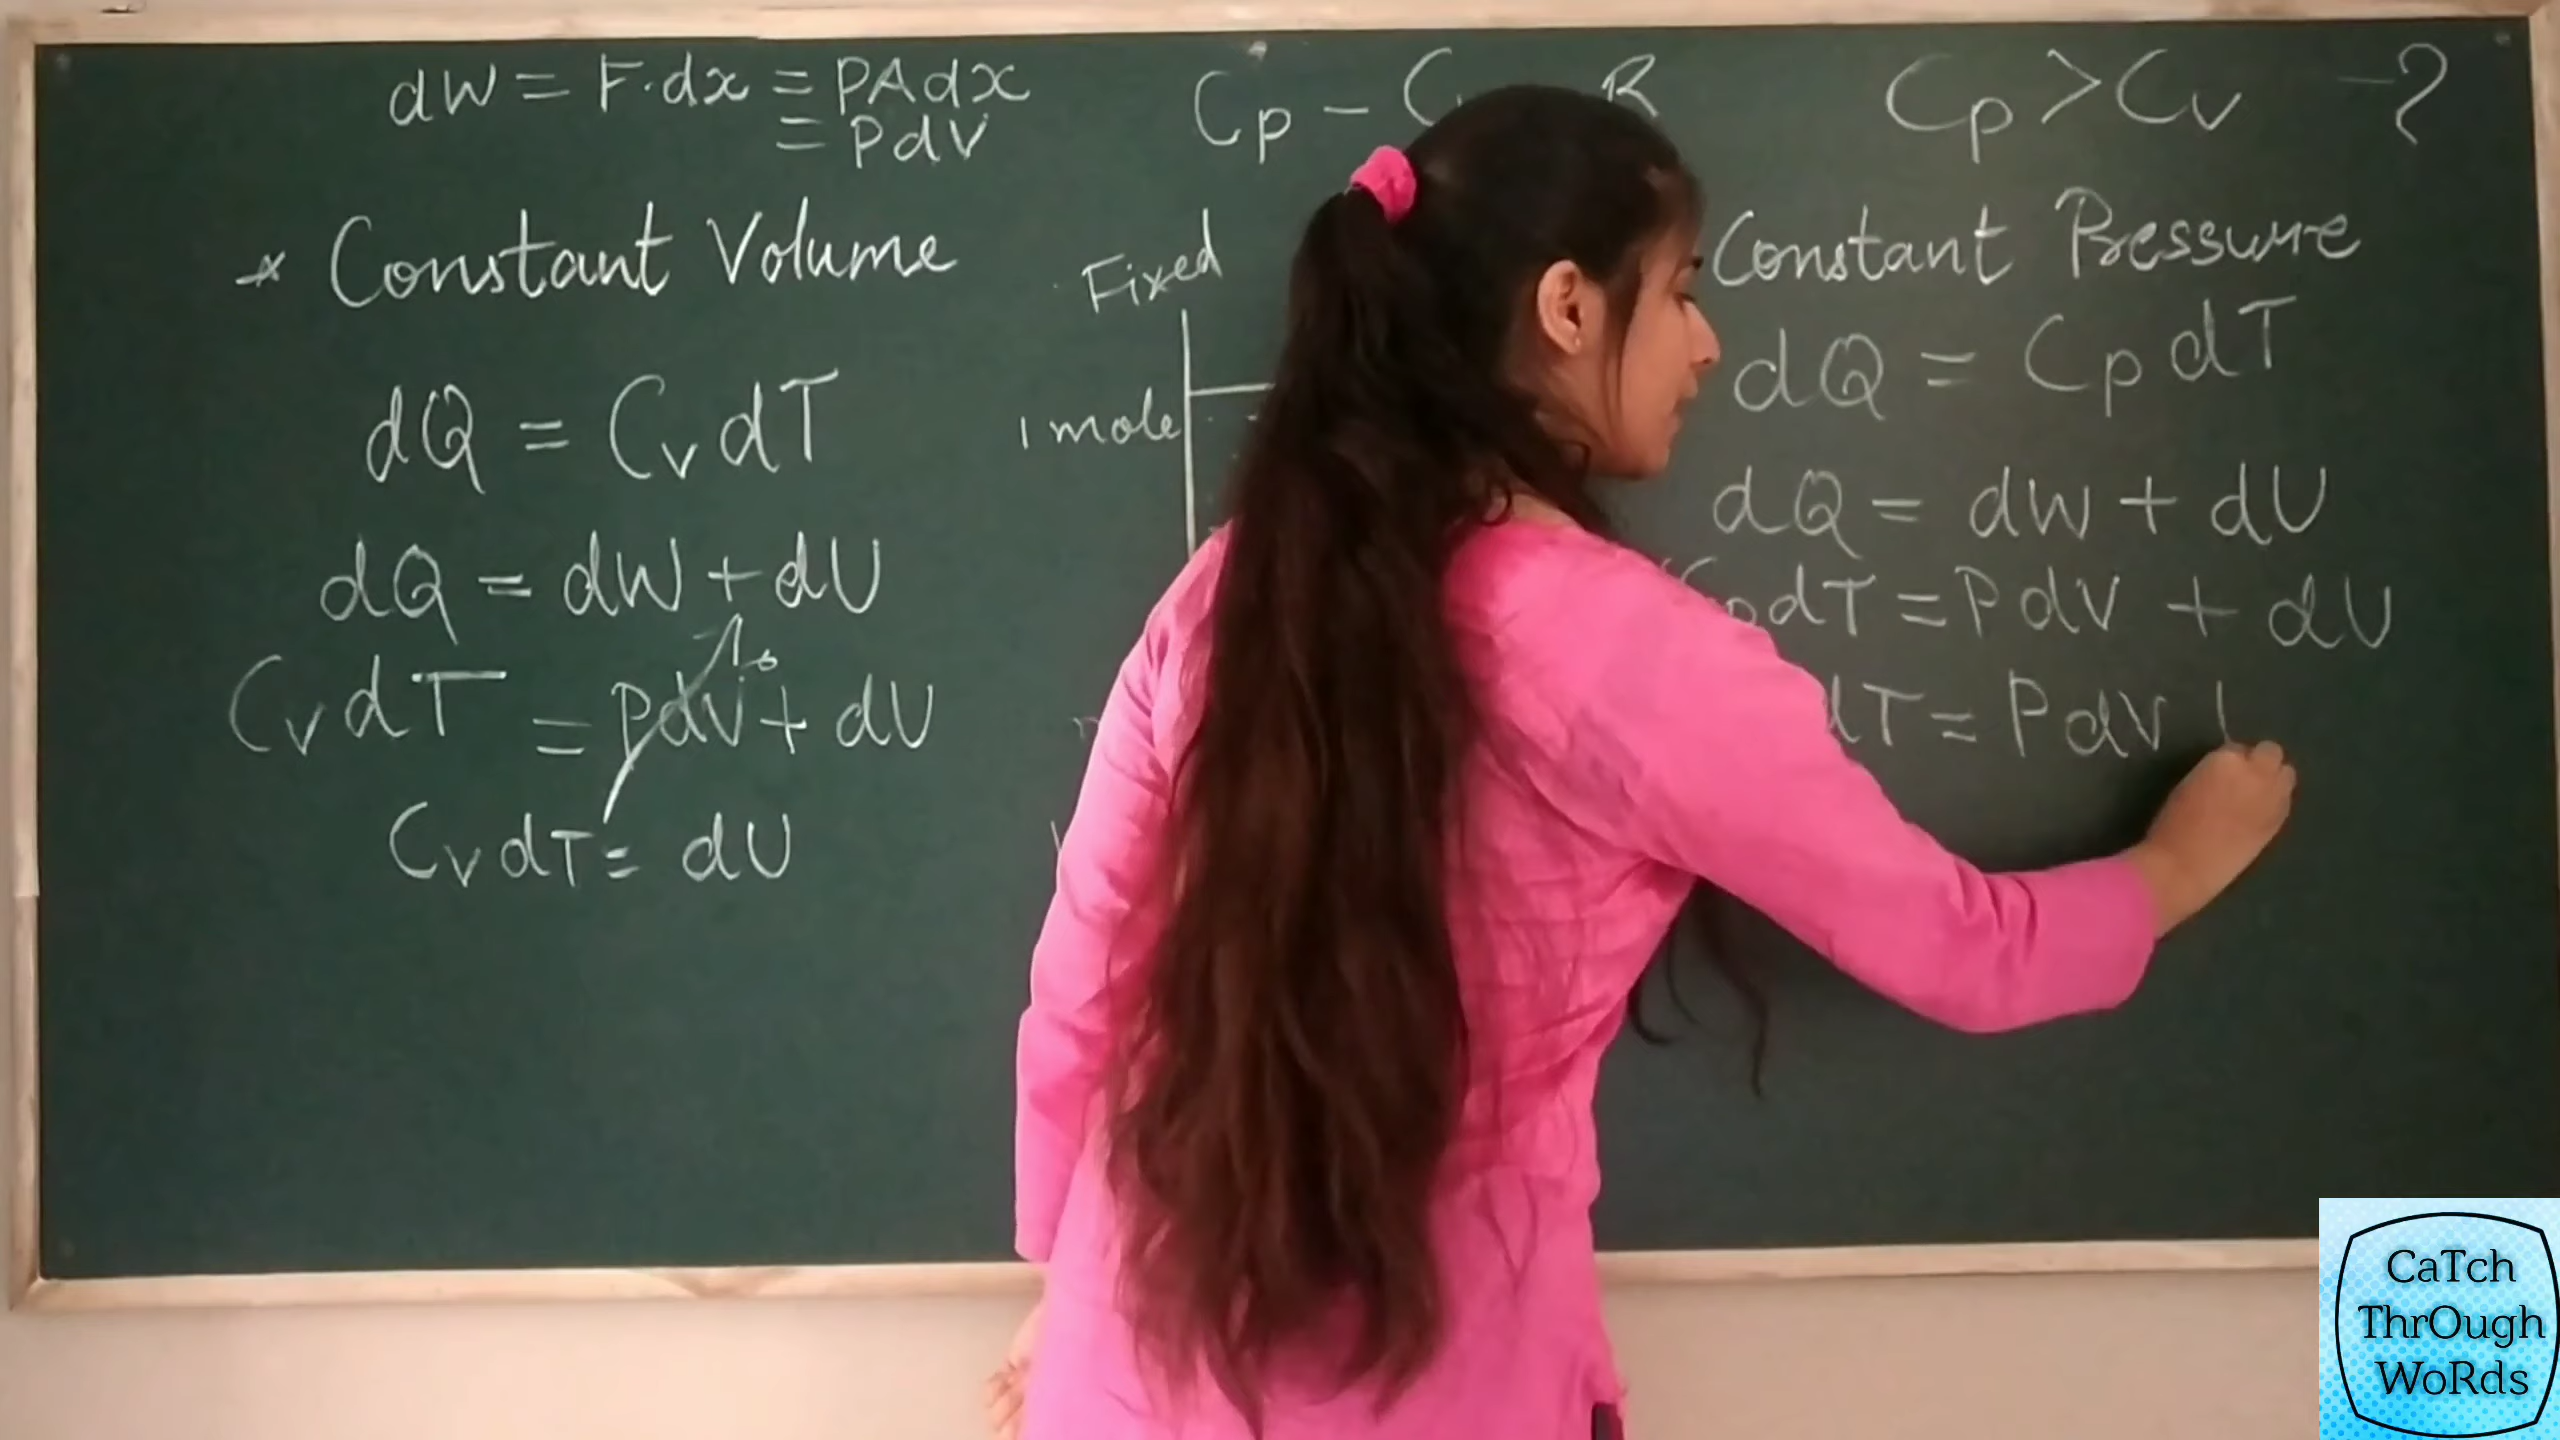 dW = F.dx = PAdx
= PdV
Cp - C R
Cp > Cv - ?
* Constant Volume
dQ = CvdT
dQ = dW + dU
CvdT = PdV + dU
CvdT = dU
Fixed
1 mole
Constant Pressure
dQ = CpdT
dQ = dW + dU
CpdT = PdV + dU
dT = PdV
CaTch
ThrOugh
WoRds